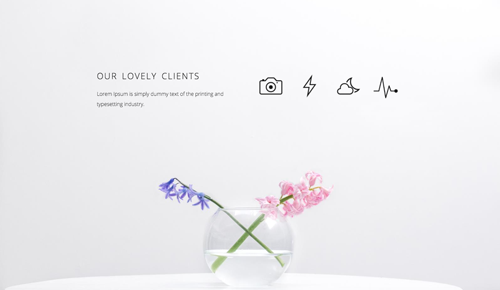 OUR LOVELY CLIENTS
Lorem Ipsum is simply dummy text of the printing and
typesetting industry.